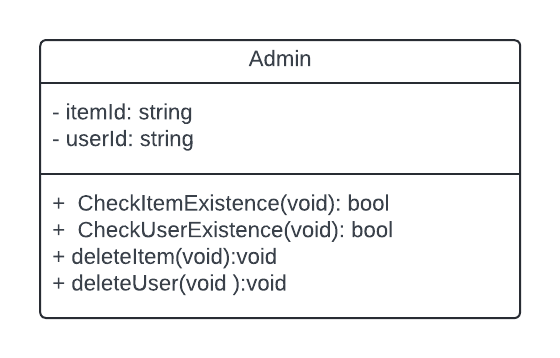 Admin
- itemId: string
- userId: string
+  CheckItemExistence(void): bool
+  CheckUserExistence(void): bool
+ deleteItem(void):void
+ deleteUser(void ):void